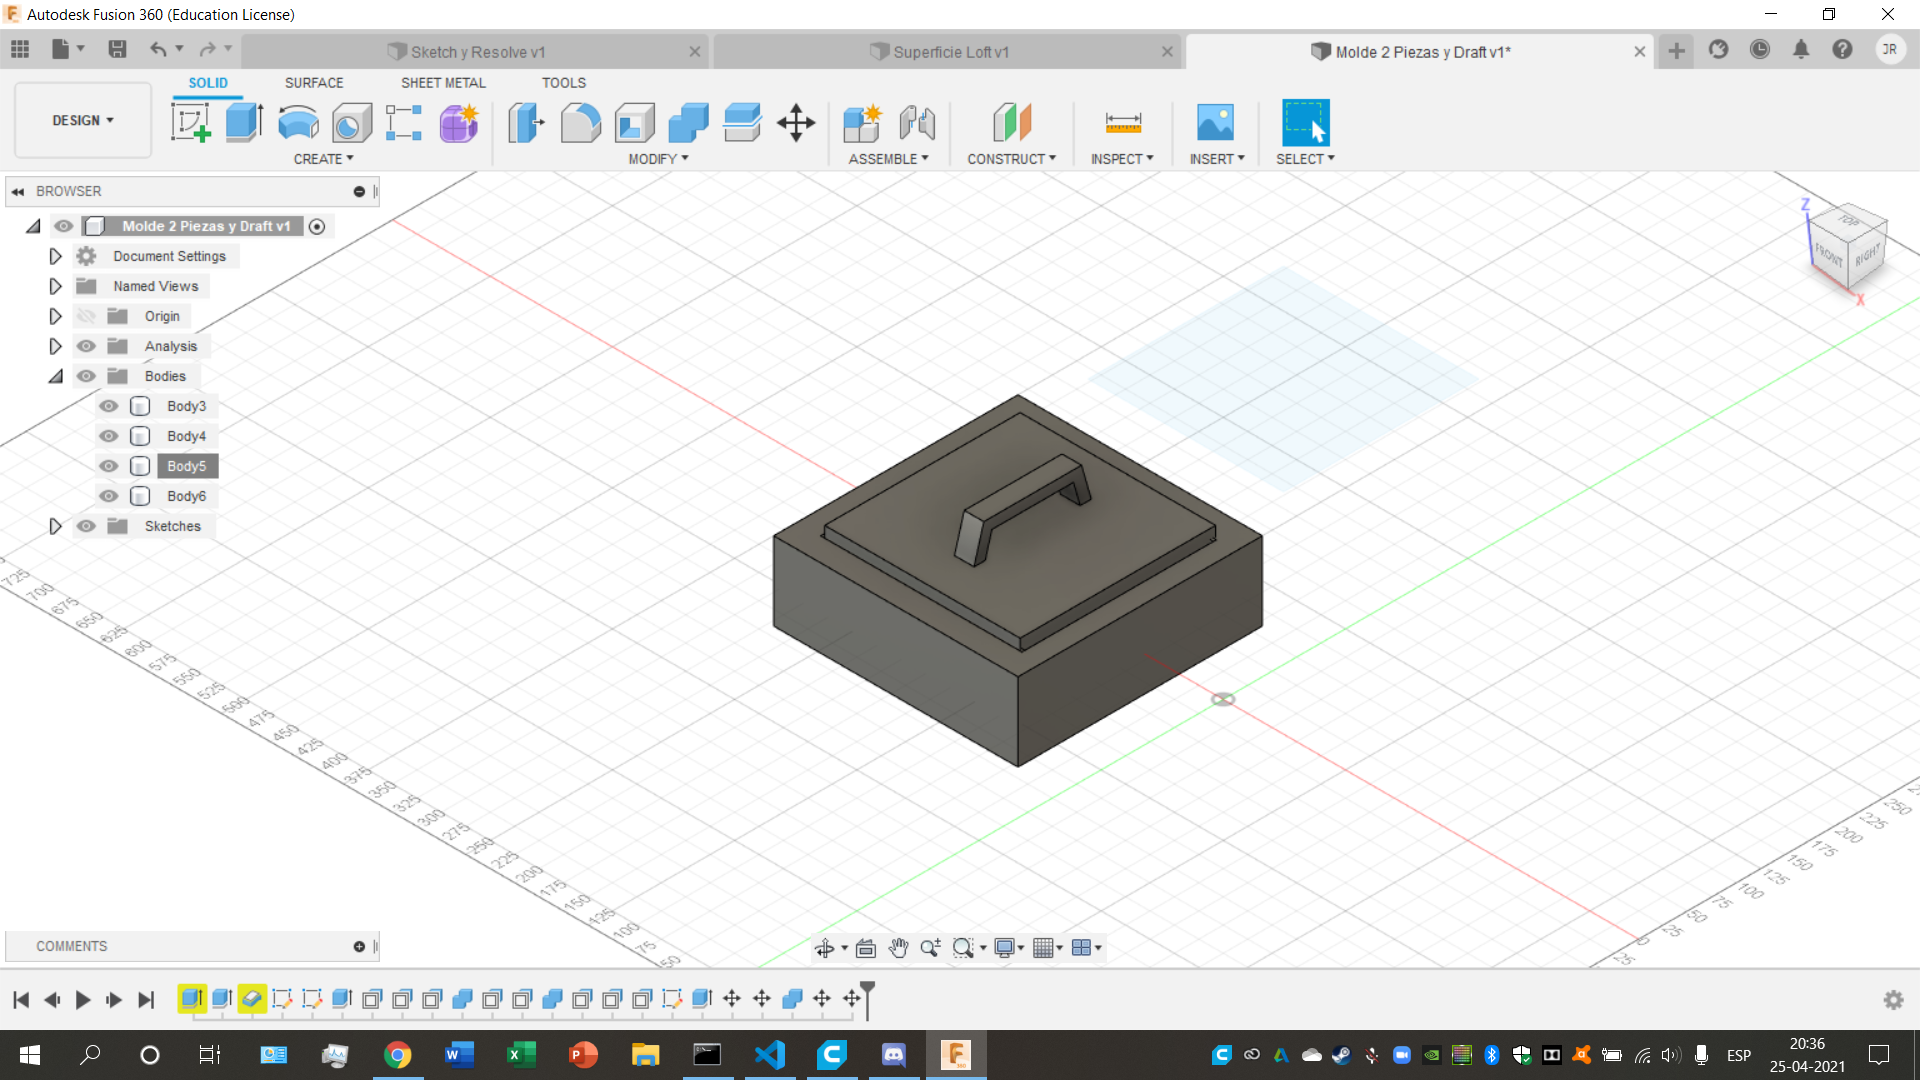 Autodesk Fusion 360 (Education License)
Sketch y Resolve v1
Superficie Loft v1
Molde 2 Piezas y Draft v1*
JR
SOLID
SURFACE
SHEET METAL
TOOLS
DESIGN
CREATE
MODIFY
ASSEMBLE
CONSTRUCT
INSPECT
INSERT
SELECT
BROWSER
Molde 2 Piezas y Draft v1
Document Settings
Named Views
Origin
Analysis
Bodies
Body3
Body4
Body5
Body6
Sketches
Z
TOP
FRONT
RIGHT
X
725
700
675
650
625
600
575
550
525
500
475
450
425
400
375
350
325
300
275
250
225
200
175
150
125
100
75
50
250
225
200
175
150
125
100
75
50
25
0
25
COMMENTS
ESP
20:36
25-04-2021